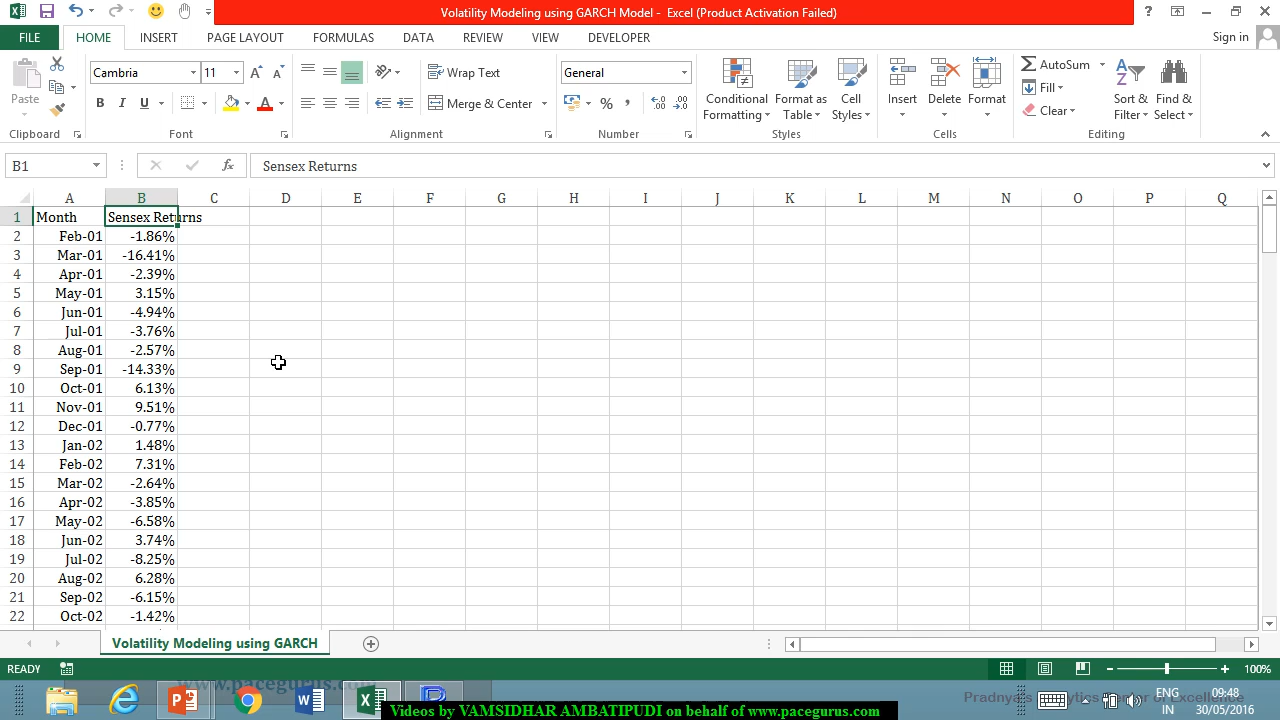 Volatility Modeling using GARCH Model - Excel (Product Activation Failed)
FILE HOME INSERT PAGE LAYOUT FORMULAS DATA REVIEW VIEW DEVELOPER Sign in
Cambria 11 Wrap Text General AutoSum
Paste Conditional Formatting Format as Table Cell Styles Insert Delete Format Fill Sort & Filter Find & Select
B I U Merge & Center % , Clear
Clipboard Font Alignment Number Styles Cells Editing
B1 fx Sensex Returns
A B C D E F G H I J K L M N O P Q
1 Month Sensex Returns
2 Feb-01 -1.86%
3 Mar-01 -16.41%
4 Apr-01 -2.39%
5 May-01 3.15%
6 Jun-01 -4.94%
7 Jul-01 -3.76%
8 Aug-01 -2.57%
9 Sep-01 -14.33%
10 Oct-01 6.13%
11 Nov-01 9.51%
12 Dec-01 -0.77%
13 Jan-02 1.48%
14 Feb-02 7.31%
15 Mar-02 -2.64%
16 Apr-02 -3.85%
17 May-02 -6.58%
18 Jun-02 3.74%
19 Jul-02 -8.25%
20 Aug-02 6.28%
21 Sep-02 -6.15%
22 Oct-02 -1.42%
Volatility Modeling using GARCH
READY 100%
www.pacegurus.com
Pradnya's Analytics Center of Excellence
ENG 09:48
IN 30/05/2016
Videos by VAMSIDHAR AMBATIPUDI on behalf of www.pacegurus.com